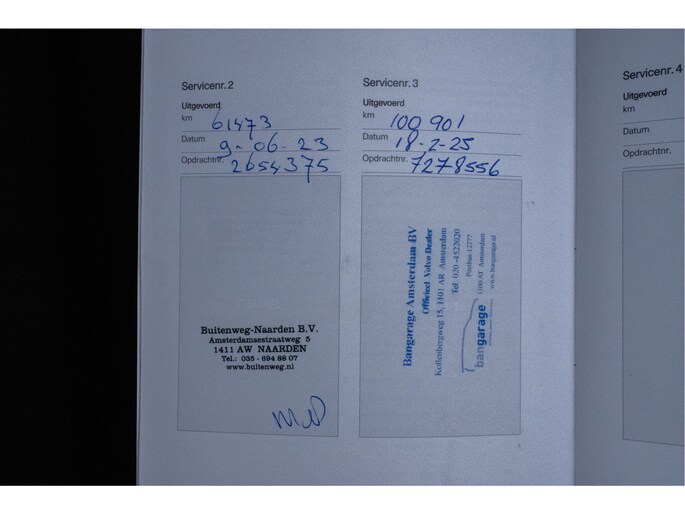 Servicenr. 2
Uitgevoerd
km 61473
Datum 9-06-23
Opdrachtnr. 2654375
Buitenweg-Naarden B.V.
Amsterdamsestraatweg 5
1411 AW NAARDEN
Tel.: 035 - 694 88 07
www.buitenweg.nl
Servicenr. 3
Uitgevoerd
km 100 901
Datum 18-2-25
Opdrachtnr. 7278556
Bangarage Amsterdam BV
Officieel Volvo Dealer
Kollenbergweg 15, 1101 AR Amsterdam
Tel 020 -4522020
Postbus 12777
1100 AT Amsterdam
www.bangarage.nl
bangarage
Servicenr. 4
Uitgevoerd
km
Datum
Opdrachtnr.